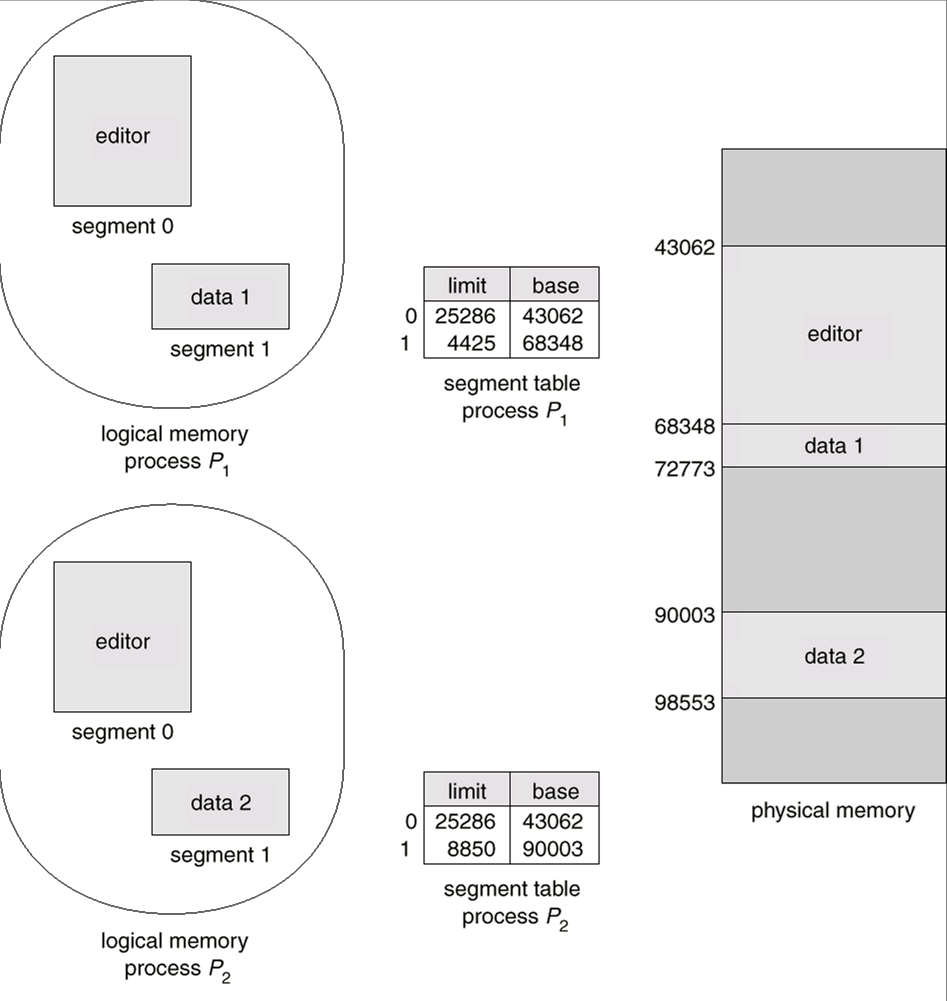 editor
segment 0
data 1
segment 1
logical memory
process P1
limit base
0 25286 43062
1 4425 68348
segment table
process P1
editor
segment 0
data 2
segment 1
logical memory
process P2
limit base
0 25286 43062
1 8850 90003
segment table
process P2
43062
editor
68348
data 1
72773
90003
data 2
98553
physical memory